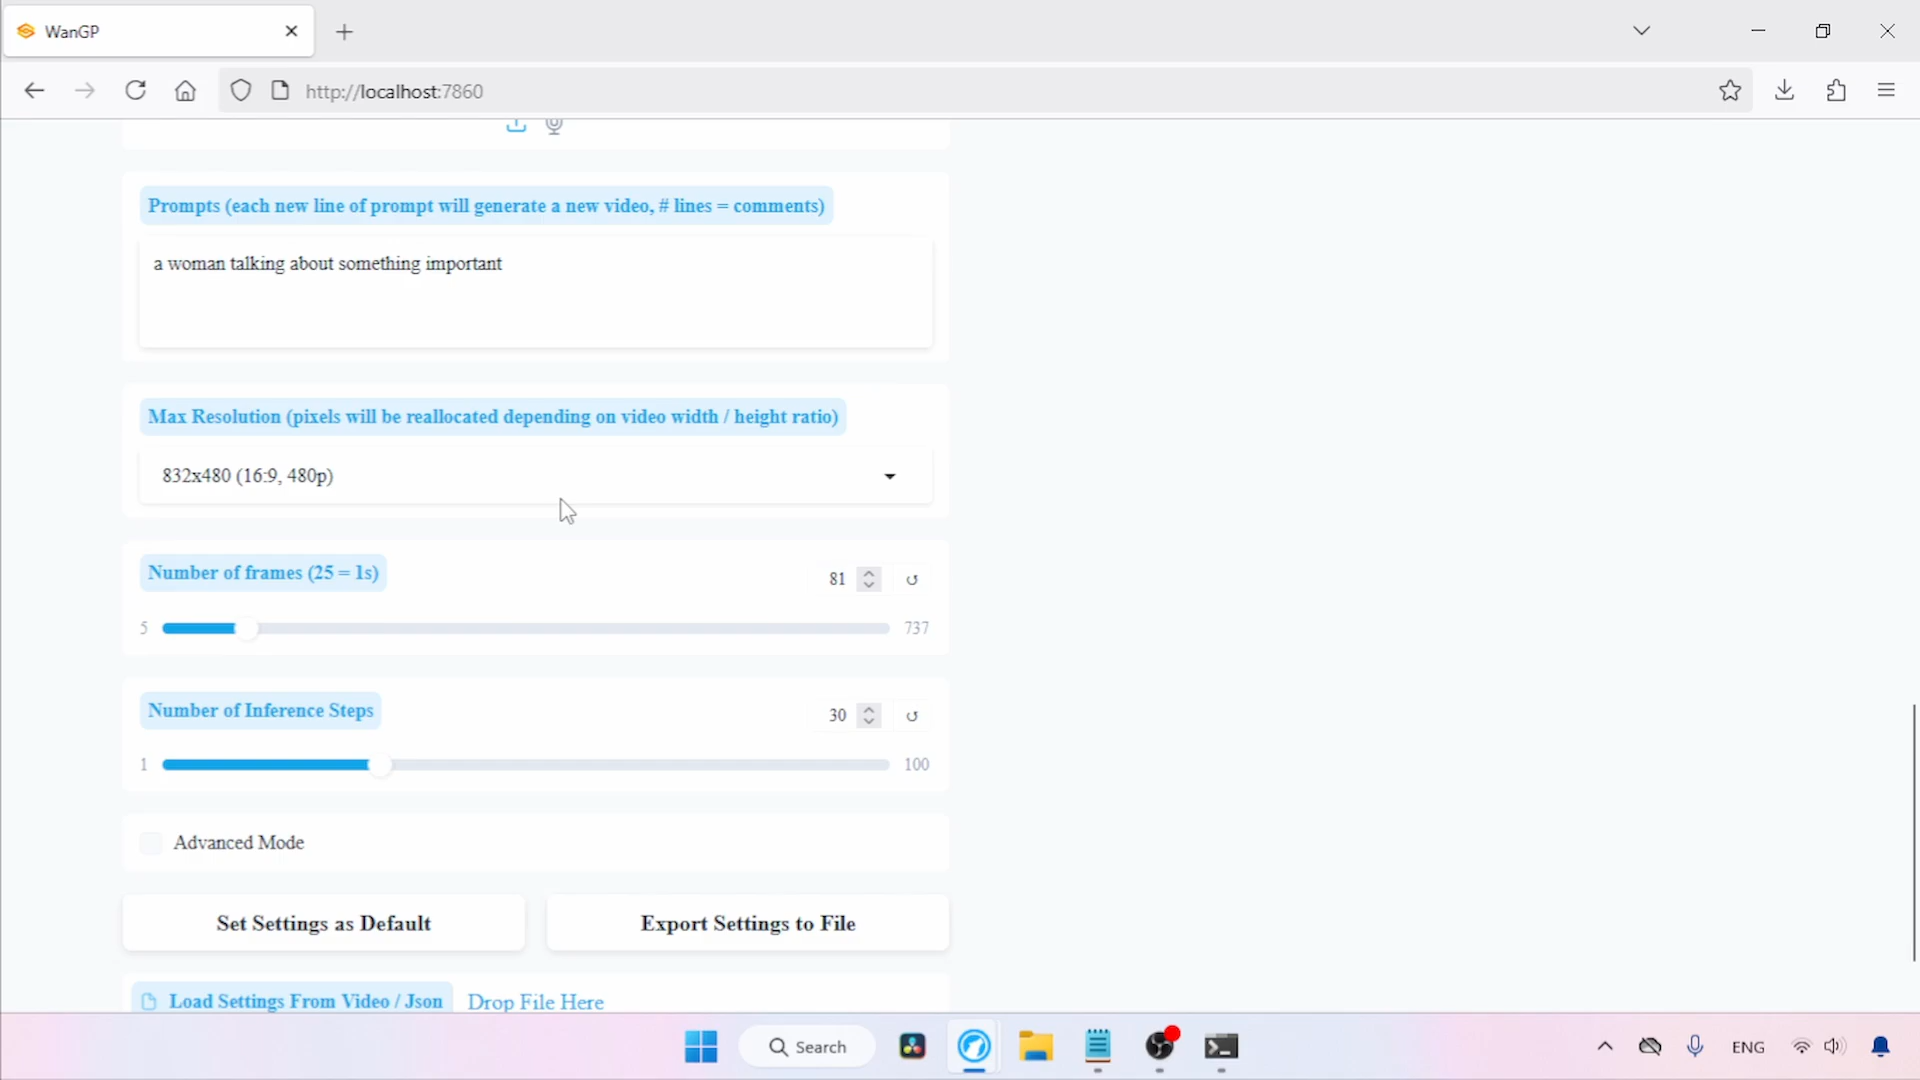 WanGP
http://localhost:7860
Prompts (each new line of prompt will generate a new video, # lines = comments)
a woman talking about something important
Max Resolution (pixels will be reallocated depending on video width / height ratio)
832x480 (16:9, 480p)
Number of frames (25 = 1s)
81
5
737
Number of Inference Steps
30
1
100
Advanced Mode
Set Settings as Default
Export Settings to File
Load Settings From Video / Json
Drop File Here
Search
ENG